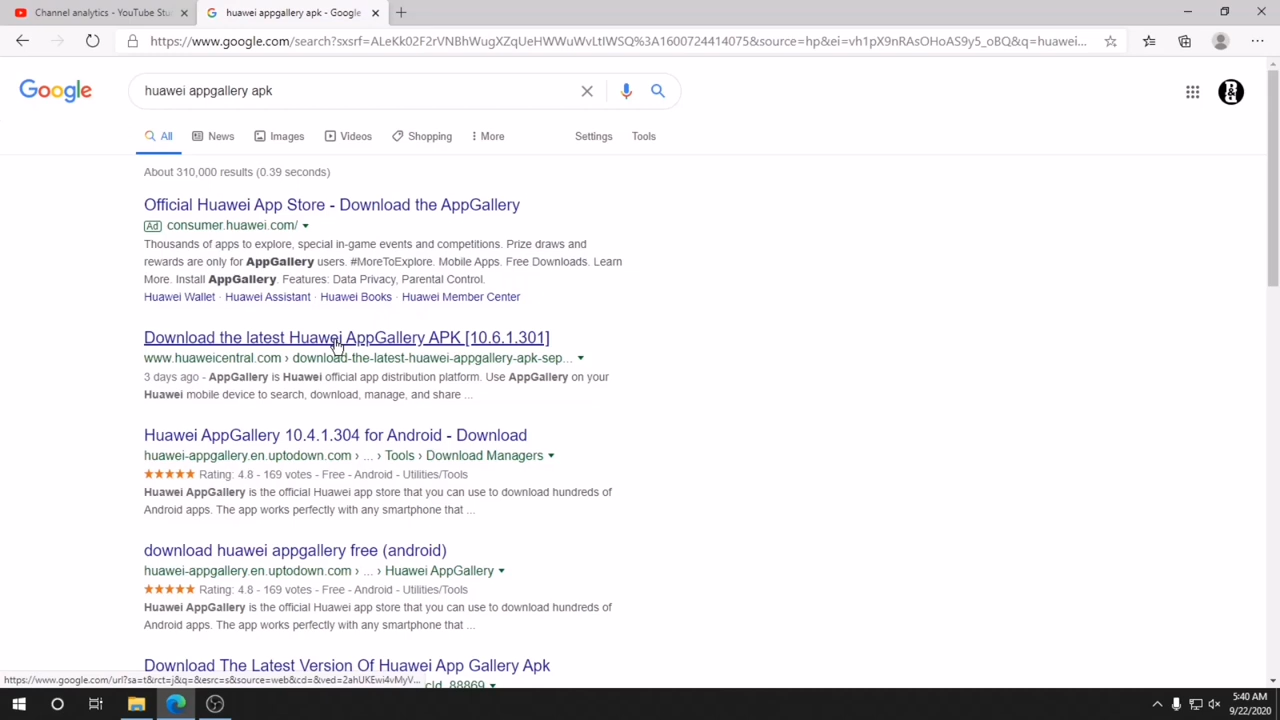 Channel analytics - YouTube Stu
huawei appgallery apk - Google
https://www.google.com/search?sxsrf=ALeKk02F2rVNBhWugXZqUeHWWuWvLtIWSQ%3A1600724414075&source=hp&ei=vh1pX9nRAsOHoAS9y5_oBQ&q=huawei...
Google
huawei appgallery apk
All
News
Images
Videos
Shopping
More
Settings
Tools
About 310,000 results (0.39 seconds)
Official Huawei App Store - Download the AppGallery
Ad consumer.huawei.com/
Thousands of apps to explore, special in-game events and competitions. Prize draws and
rewards are only for AppGallery users. #MoreToExplore. Mobile Apps. Free Downloads. Learn
More. Install AppGallery. Features: Data Privacy, Parental Control.
Huawei Wallet · Huawei Assistant · Huawei Books · Huawei Member Center
Download the latest Huawei AppGallery APK [10.6.1.301]
www.huaweicentral.com › download-the-latest-huawei-appgallery-apk-sep...
3 days ago - AppGallery is Huawei official app distribution platform. Use AppGallery on your
Huawei mobile device to search, download, manage, and share ...
Huawei AppGallery 10.4.1.304 for Android - Download
huawei-appgallery.en.uptodown.com › ... › Tools › Download Managers
Rating: 4.8 - 169 votes - Free - Android - Utilities/Tools
Huawei AppGallery is the official Huawei app store that you can use to download hundreds of
Android apps. The app works perfectly with any smartphone that ...
download huawei appgallery free (android)
huawei-appgallery.en.uptodown.com › ... › Huawei AppGallery
Rating: 4.8 - 169 votes - Free - Android - Utilities/Tools
Huawei AppGallery is the official Huawei app store that you can use to download hundreds of
Android apps. The app works perfectly with any smartphone that ...
Download The Latest Version Of Huawei App Gallery Apk
https://www.google.com/url?sa=t&rct=j&q=&esrc=s&source=web&cd=&ved=2ahUKEwi4vMyV...
5:40 AM
9/22/2020